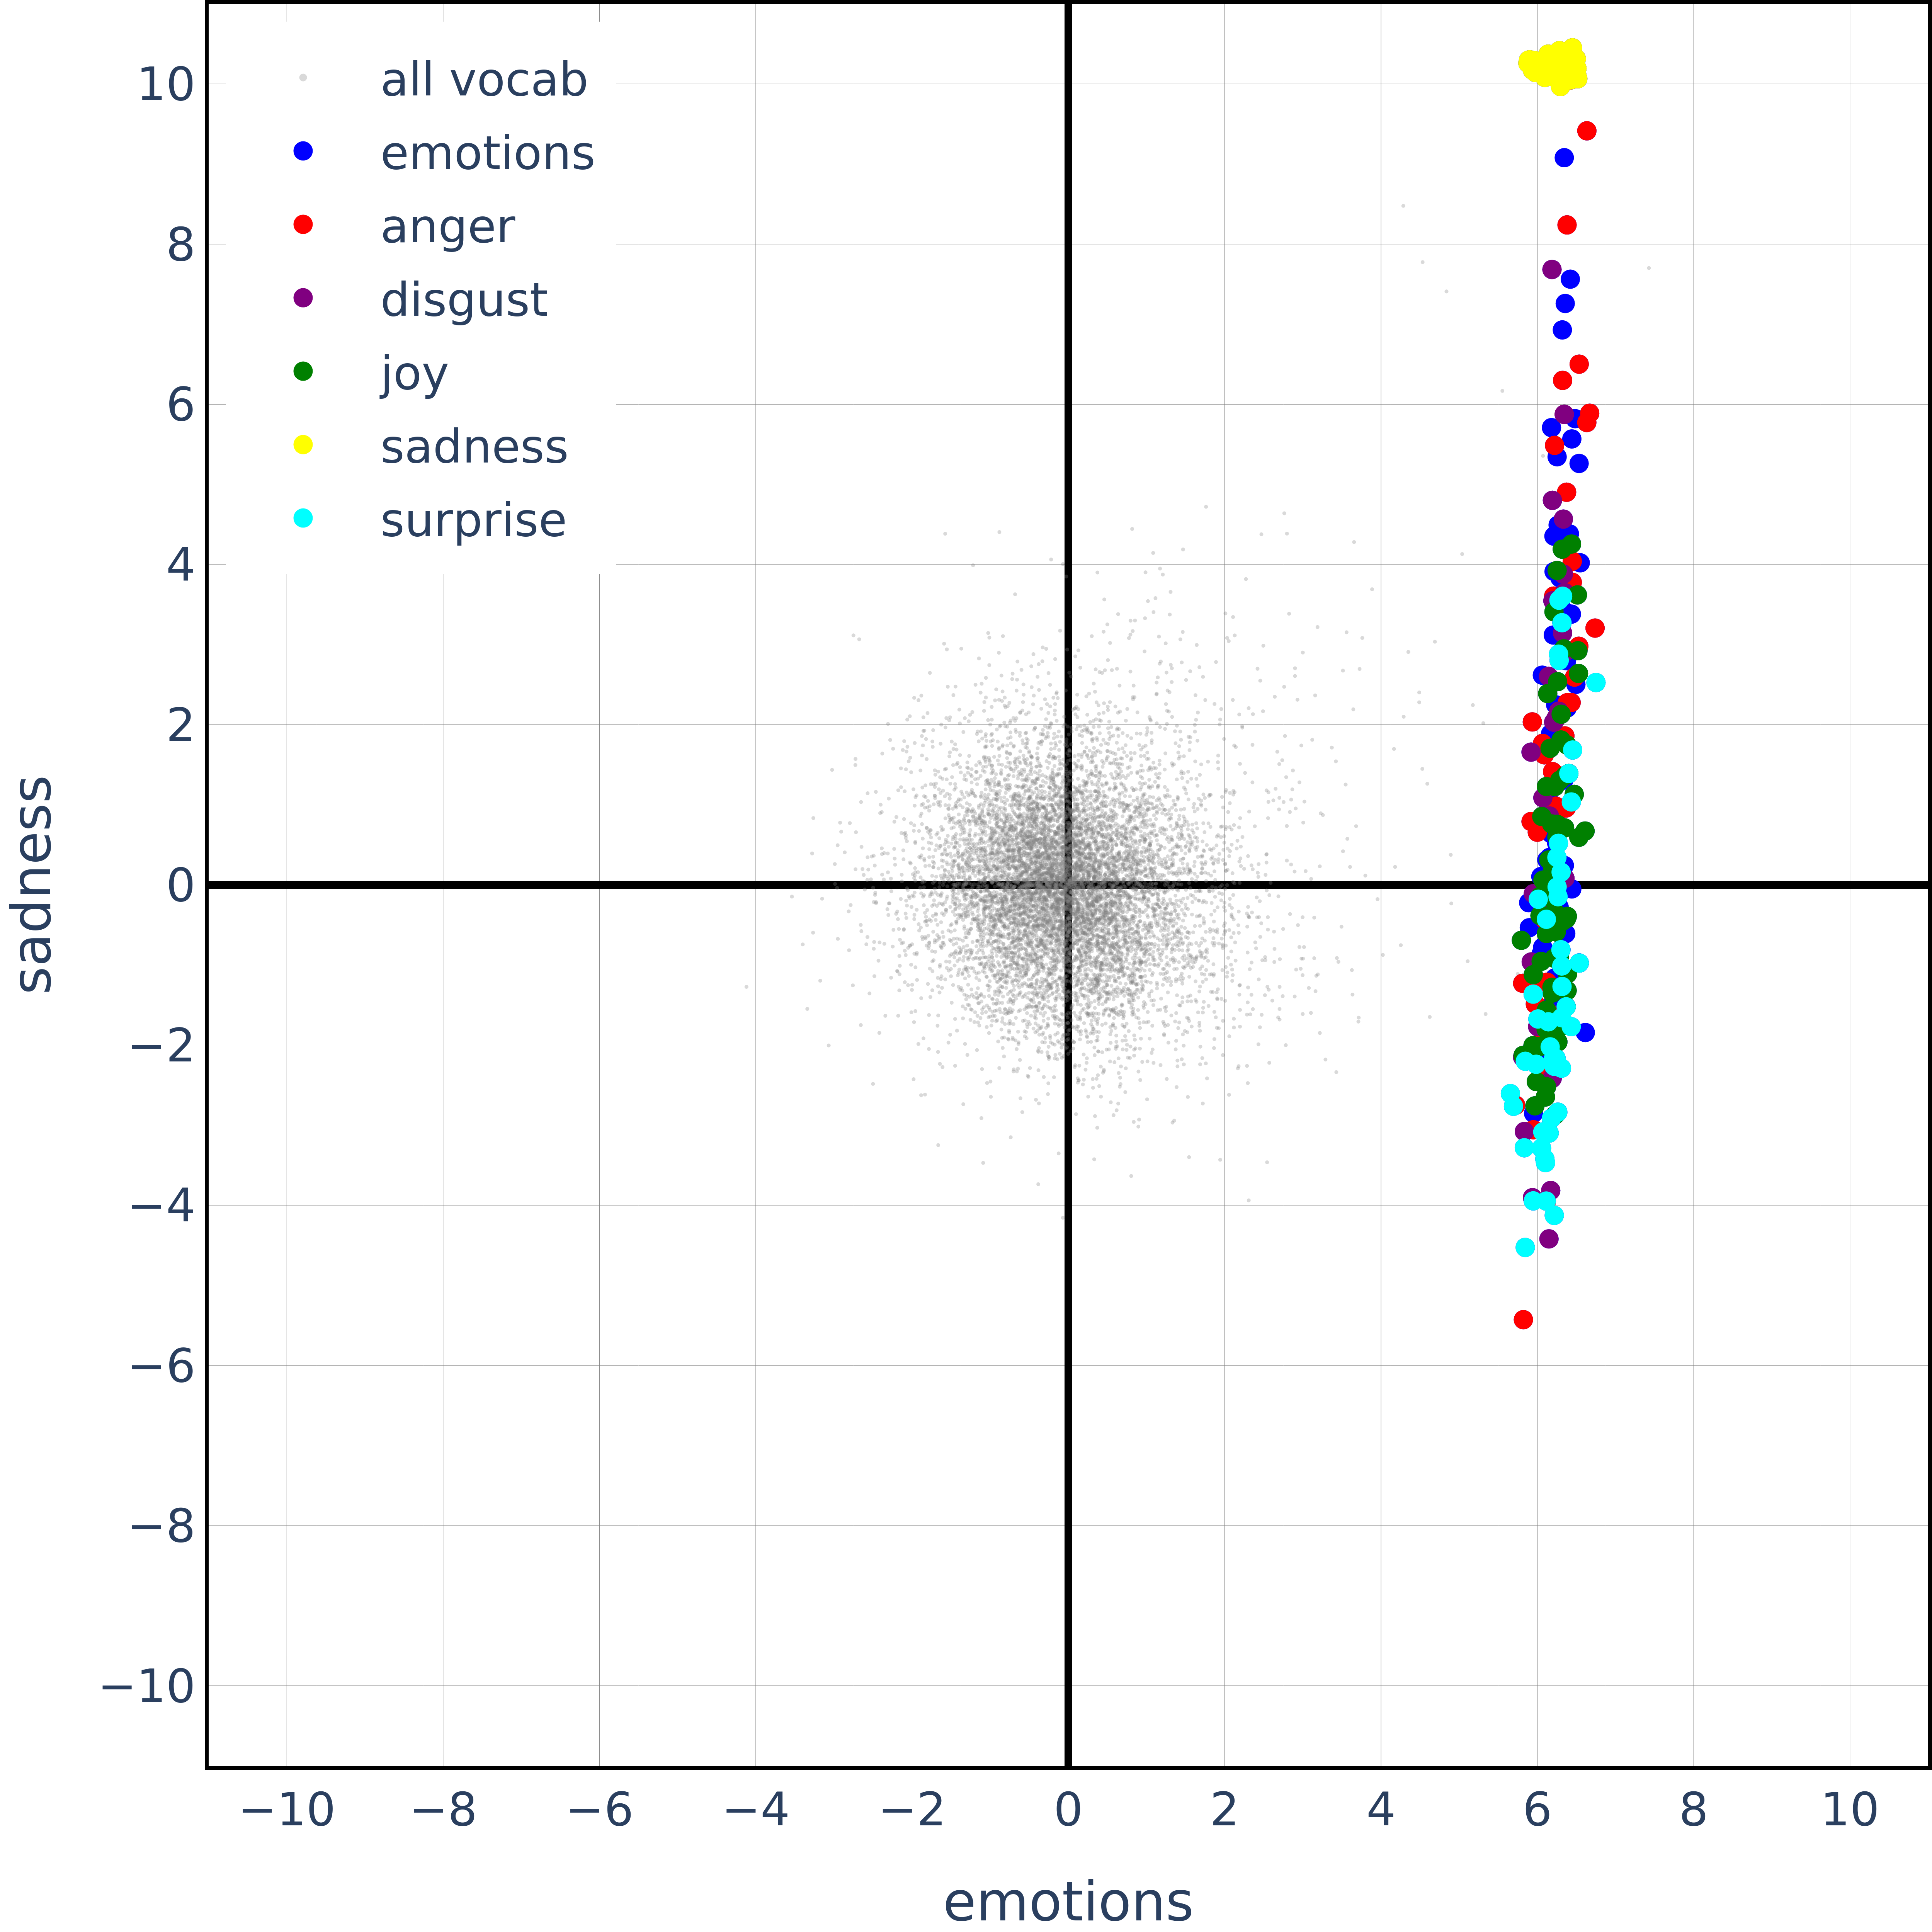 all vocab
emotions
anger
disgust
joy
sadness
surprise
10
8
6
4
2
0
−2
−4
−6
−8
−10
sadness
−10 −8 −6 −4 −2 0 2 4 6 8 10
emotions